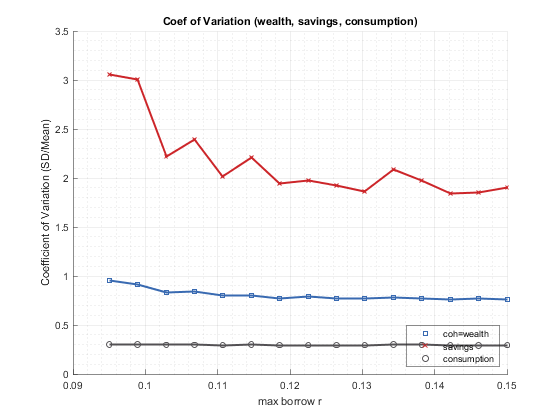 Coef of Variation (wealth, savings, consumption)
3.5
3
2.5
2
1.5
1
0.5
0
Coefficient of Variation (SD/Mean)
coh=wealth
savings
consumption
0.09
0.1
0.11
0.12
0.13
0.14
0.15
max borrow r